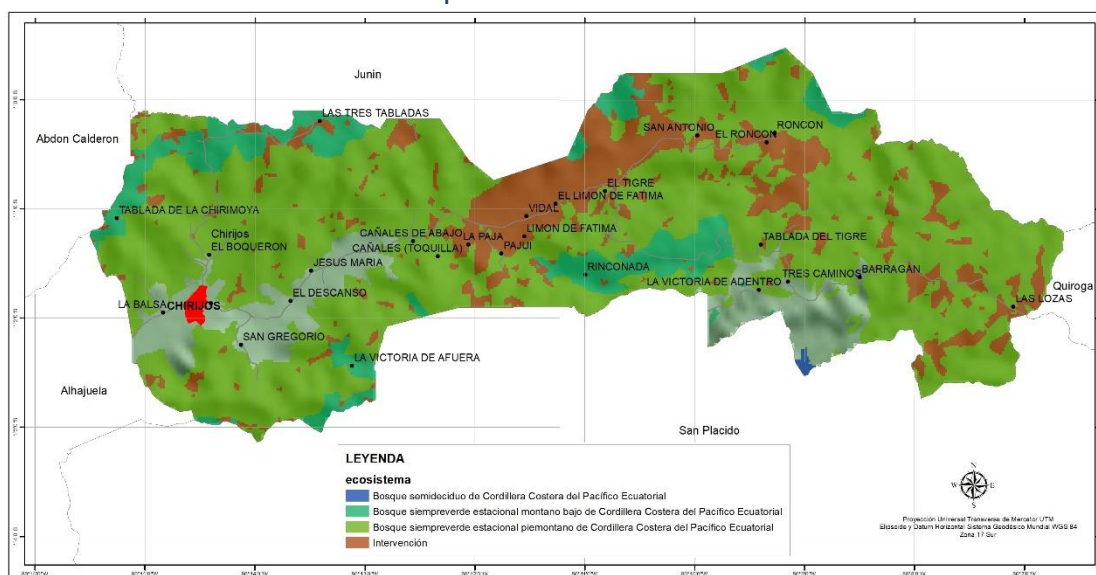 Junin
Abdon Calderon
LAS TRES TABLADAS
SAN ANTONIO
RONCON
EL RONCON
EL TIGRE
EL LIMON DE FATIMA
TABLADA DE LA CHIRIMOYA
VIDAL
Chirijos
EL BOQUERON
CAÑALES DE ABAJO
LIMON DE FATIMA
LA PAJA
CAÑALES (TOQUILLA)
PAJUI
TABLADA DEL TIGRE
JESUS MARIA
RINCONADA
TRES CAMINOS
BARRAGAN
LA VICTORIA DE ADENTRO
Quiroga
EL DESCANSO
LA BALSA
CHIRIJOS
LAS LOZAS
SAN GREGORIO
LA VICTORIA DE AFUERA
Alhajuela
San Placido
LEYENDA
ecosistema
Bosque semideciduo de Cordillera Costera del Pacífico Ecuatorial
Bosque siempreverde estacional montano bajo de Cordillera Costera del Pacífico Ecuatorial
Bosque siempreverde estacional piemontano de Cordillera Costera del Pacífico Ecuatorial
Intervención
N
W E
S
Projección Universal Transversa de Mercator UTM
Elipsoide y Datum Horizontal Sistema Geodésico Mundial WGS 84
Zona 17 Sur